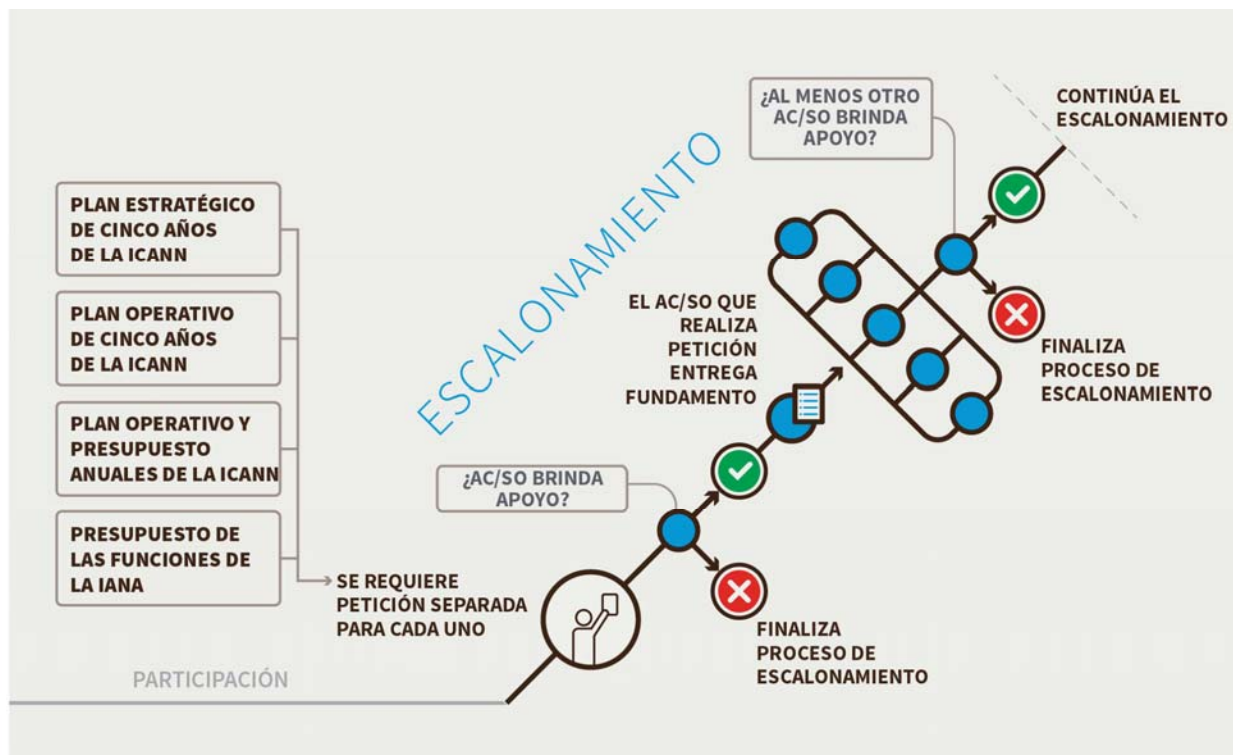 PLAN ESTRATÉGICO
DE CINCO AÑOS
DE LA ICANN
PLAN OPERATIVO
DE CINCO AÑOS
DE LA ICANN
PLAN OPERATIVO Y
PRESUPUESTO
ANUALES DE LA ICANN
PRESUPUESTO DE
LAS FUNCIONES DE
LA IANA
SE REQUIERE
PETICIÓN SEPARADA
PARA CADA UNO
PARTICIPACIÓN
ESCALONAMIENTO
¿AC/SO BRINDA
APOYO?
FINALIZA
PROCESO DE
ESCALONAMIENTO
EL AC/SO QUE
REALIZA
PETICIÓN
ENTREGA
FUNDAMENTO
¿AL MENOS OTRO
AC/SO BRINDA
APOYO?
FINALIZA
PROCESO DE
ESCALONAMIENTO
CONTINÚA EL
ESCALONAMIENTO